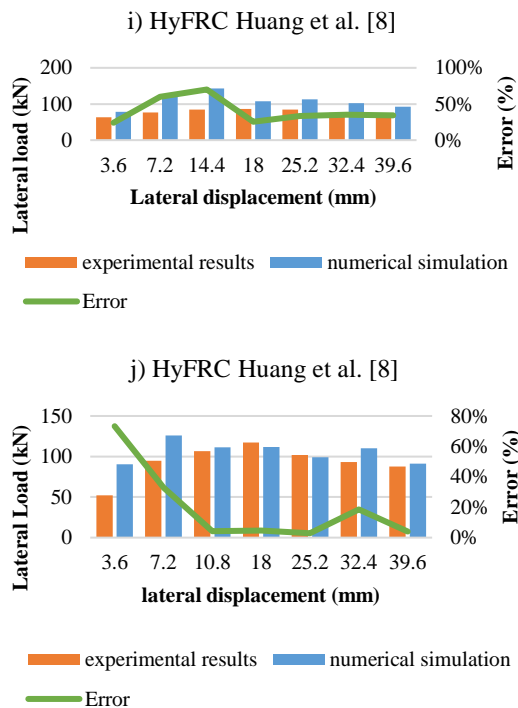 i) HyFRC Huang et al. [8]
Lateral load (kN)
200
100
0
100%
50%
0%
Error (%)
3.6 7.2 14.4 18 25.2 32.4 39.6
Lateral displacement (mm)
experimental results numerical simulation
Error
j) HyFRC Huang et al. [8]
Lateral Load (kN)
150
100
50
0
80%
60%
40%
20%
0%
Error (%)
3.6 7.2 10.8 18 25.2 32.4 39.6
lateral displacement (mm)
experimental results numerical simulation
Error